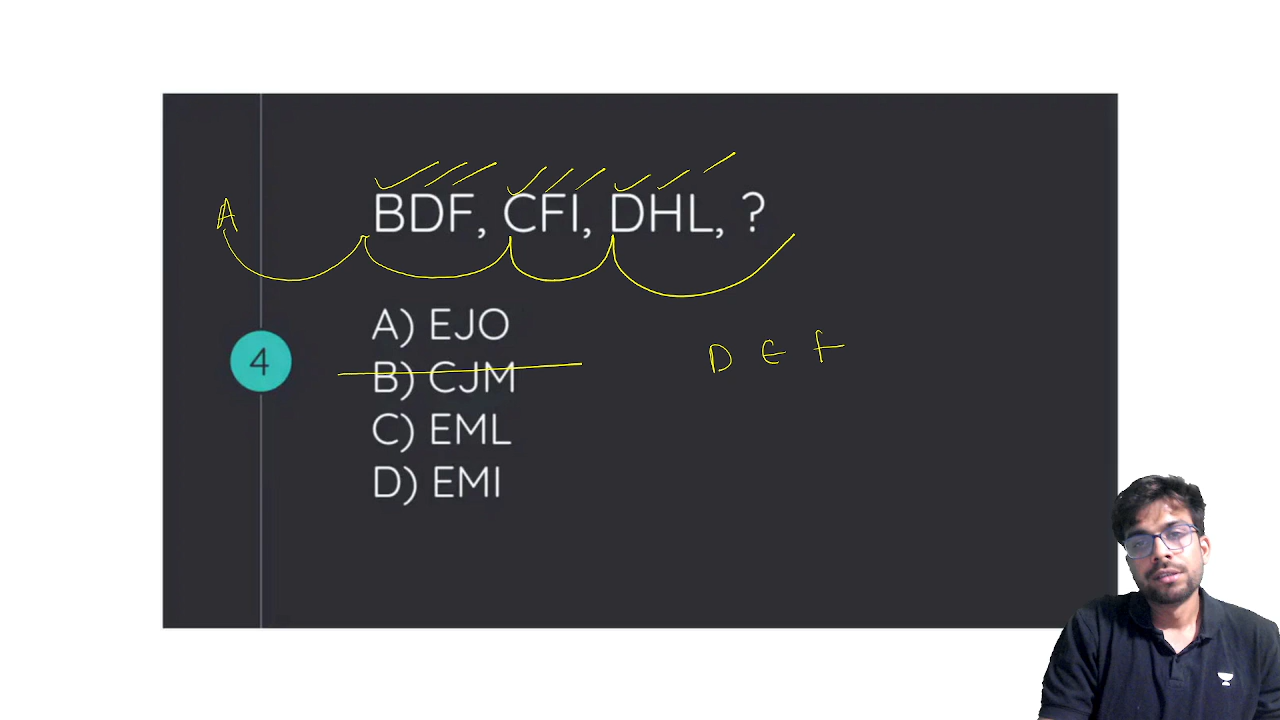 A BDF, CFI, DHL, ?
A) EJO
4 B) CJM D E F
C) EML
D) EMI